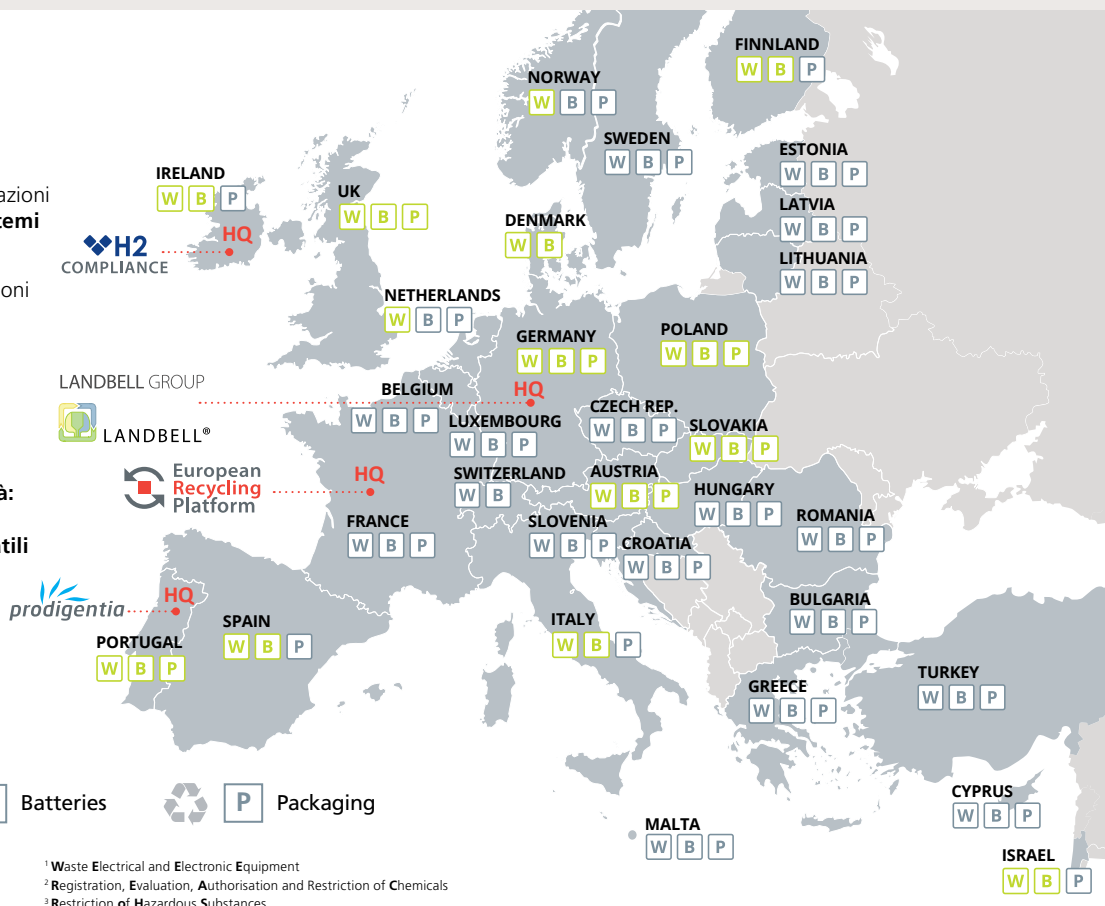 FINNLAND
W B P
NORWAY
W B P
SWEDEN
W B P
ESTONIA
W B P
IRELAND
W B P
UK
W B P
LATVIA
W B P
temi
DENMARK
W B
HQ
H2
COMPLIANCE
LITHUANIA
W B P
oni
NETHERLANDS
W B P
GERMANY
W B P
POLAND
W B P
LANDBELL GROUP
HQ
BELGIUM
W B P
CZECH REP.
W B P
LUXEMBOURG
W B P
SLOVAKIA
W B P
LANDBELL®
European
Recycling
Platform
HQ
SWITZERLAND
W B
AUSTRIA
W B P
HUNGARY
W B P
à:
ROMANIA
W B P
FRANCE
W B P
SLOVENIA
W B P
CROATIA
W B P
prodigentia
HQ
BULGARIA
W B P
SPAIN
W B P
ITALY
W B P
PORTUGAL
W B P
TURKEY
W B P
GREECE
W B P
Batteries
P Packaging
CYPRUS
W B P
MALTA
W B P
ISRAEL
W B P
¹ Waste Electrical and Electronic Equipment
² Registration, Evaluation, Authorisation and Restriction of Chemicals
³ Restriction of Hazardous Substances